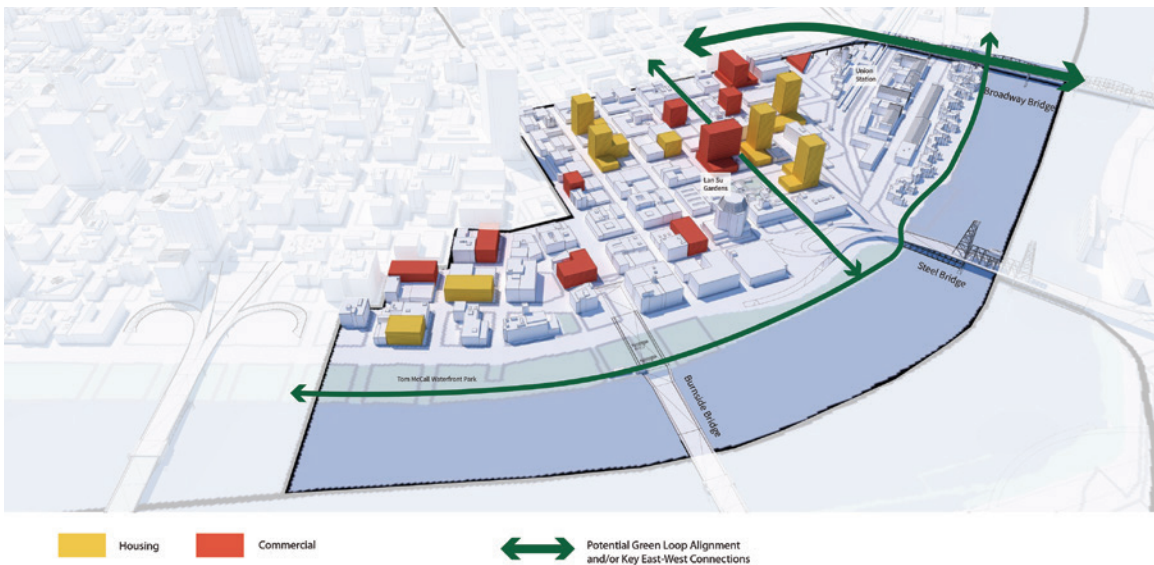 Union
Station
Broadway Bridge
Lan Su
Gardens
Steel Bridge
Tom McCall Waterfront Park
Burnside Bridge
Housing
Commercial
Potential Green Loop Alignment
and/or Key East-West Connections